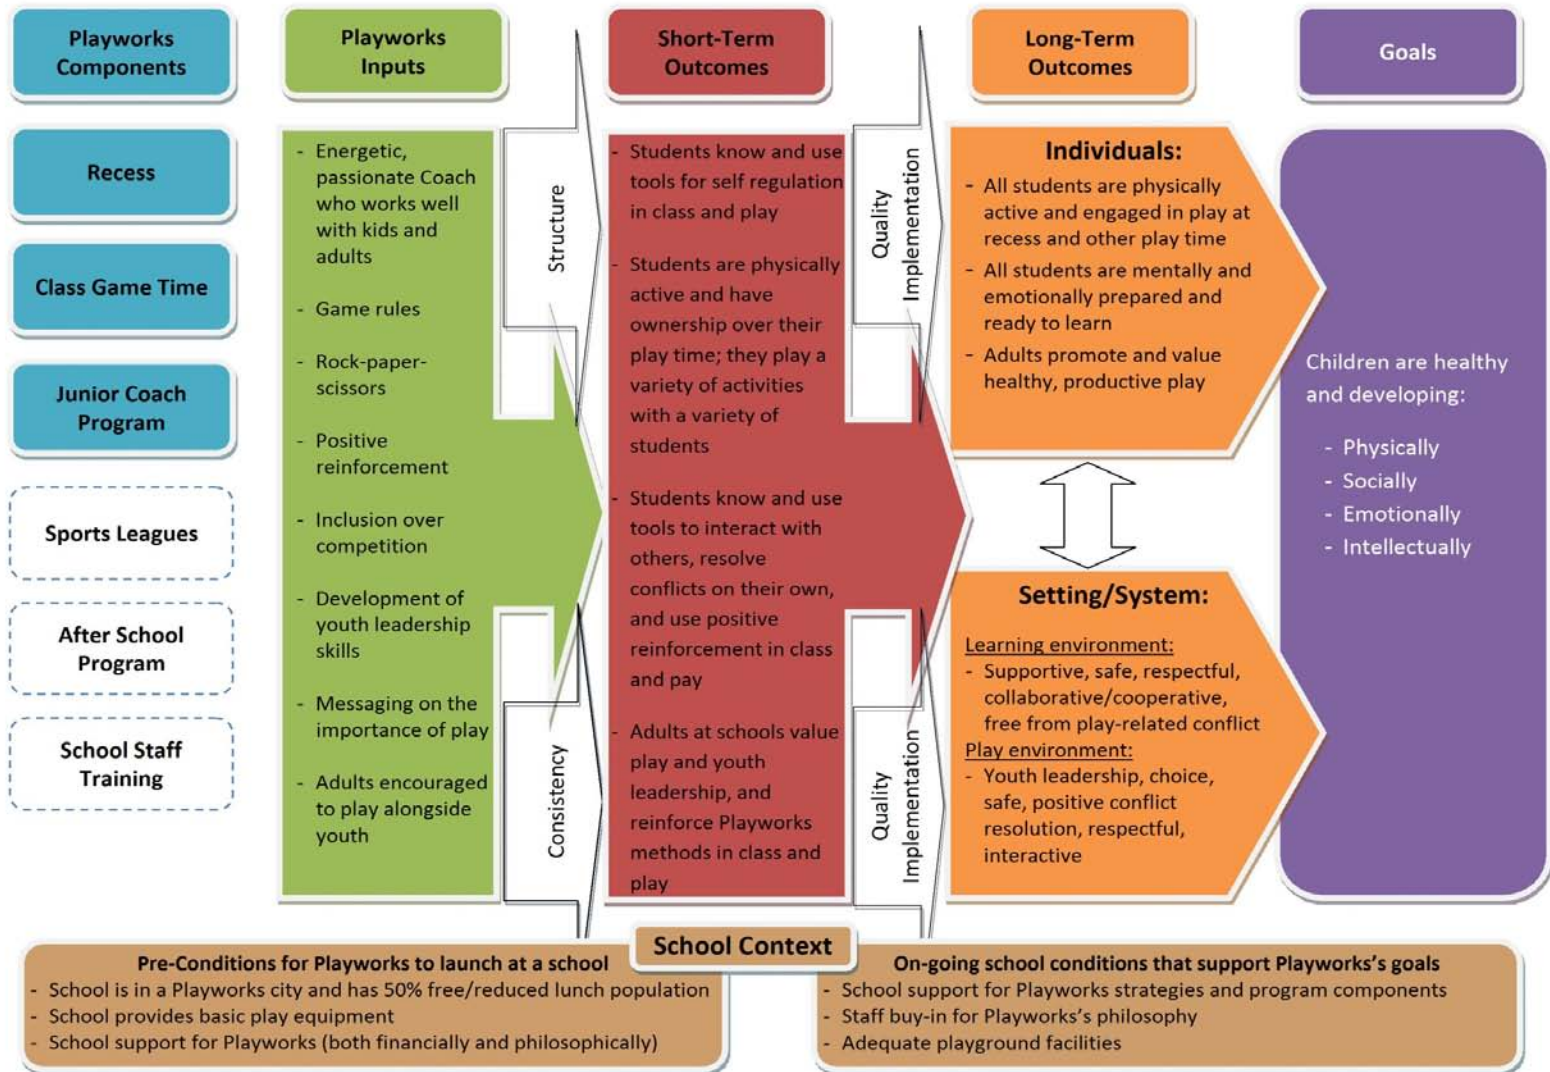 Playworks
Components
Playworks
Inputs
Short-Term
Outcomes
Long-Term
Outcomes
Goals
Recess
Class Game Time
Junior Coach
Program
Sports Leagues
After School
Program
School Staff
Training
- Energetic,
passionate Coach
who works well
with kids and
adults
- Game rules
- Rock-paper-
scissors
- Positive
reinforcement
- Inclusion over
competition
- Development of
youth leadership
skills
- Messaging on the
importance of play
- Adults encouraged
to play alongside
youth
Structure
Consistency
- Students know and use
tools for self regulation
in class and play
- Students are physically
active and have
ownership over their
play time; they play a
variety of activities
with a variety of
students
- Students know and use
tools to interact with
others, resolve
conflicts on their own,
and use positive
reinforcement in class
and pay
- Adults at schools value
play and youth
leadership, and
reinforce Playworks
methods in class and
play
Quality
Implementation
Quality
Implementation
Individuals:
- All students are physically
active and engaged in play at
recess and other play time
- All students are mentally and
emotionally prepared and
ready to learn
- Adults promote and value
healthy, productive play
Setting/System:
Learning environment:
- Supportive, safe, respectful,
collaborative/cooperative,
free from play-related conflict
Play environment:
- Youth leadership, choice,
safe, positive conflict
resolution, respectful,
interactive
Children are healthy
and developing:
- Physically
- Socially
- Emotionally
- Intellectually
School Context
Pre-Conditions for Playworks to launch at a school
- School is in a Playworks city and has 50% free/reduced lunch population
- School provides basic play equipment
- School support for Playworks (both financially and philosophically)
On-going school conditions that support Playworks's goals
- School support for Playworks strategies and program components
- Staff buy-in for Playworks's philosophy
- Adequate playground facilities